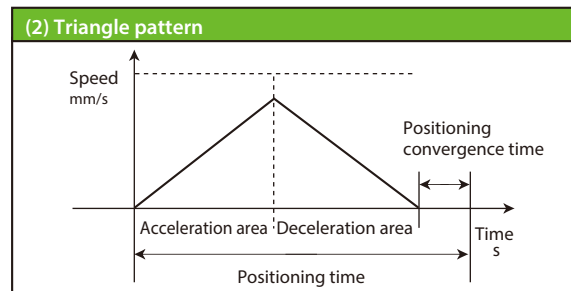 (2) Triangle pattern
Speed
mm/s
Positioning
convergence time
Acceleration area
Deceleration area
Time
s
Positioning time